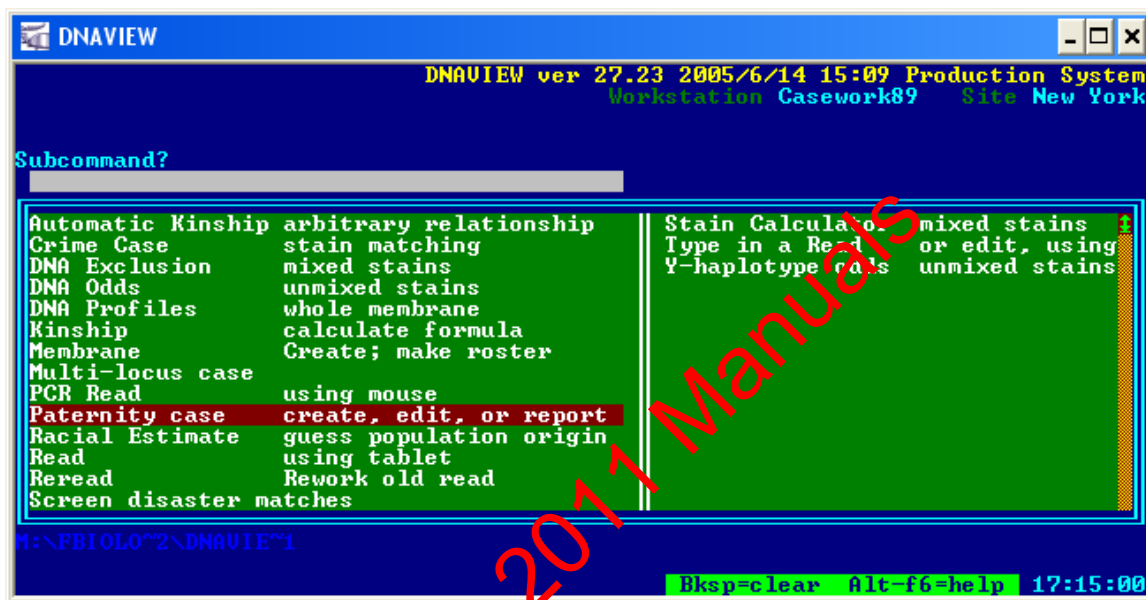 DNAVIEW
DNAVIEW ver 27.23 2005/6/14 15:09 Production System
Workstation Casework89 Site New York
Subcommand?
Automatic Kinship arbitrary relationship
Crime Case stain matching
DNA Exclusion mixed stains
DNA Odds unmixed stains
DNA Profiles whole membrane
Kinship calculate formula
Membrane Create; make roster
Multi-locus case
PCR Read using mouse
Paternity case create, edit, or report
Racial Estimate guess population origin
Read using tablet
Reread Rework old read
Screen disaster matches
Stain Calculator mixed stains
Type in a Read or edit, using
Y-haplotype odds unmixed stains
2011 Manuals
M:\FBIOLO~2\DNAVIE~1
Bksp=clear Alt-f6=help 17:15:00